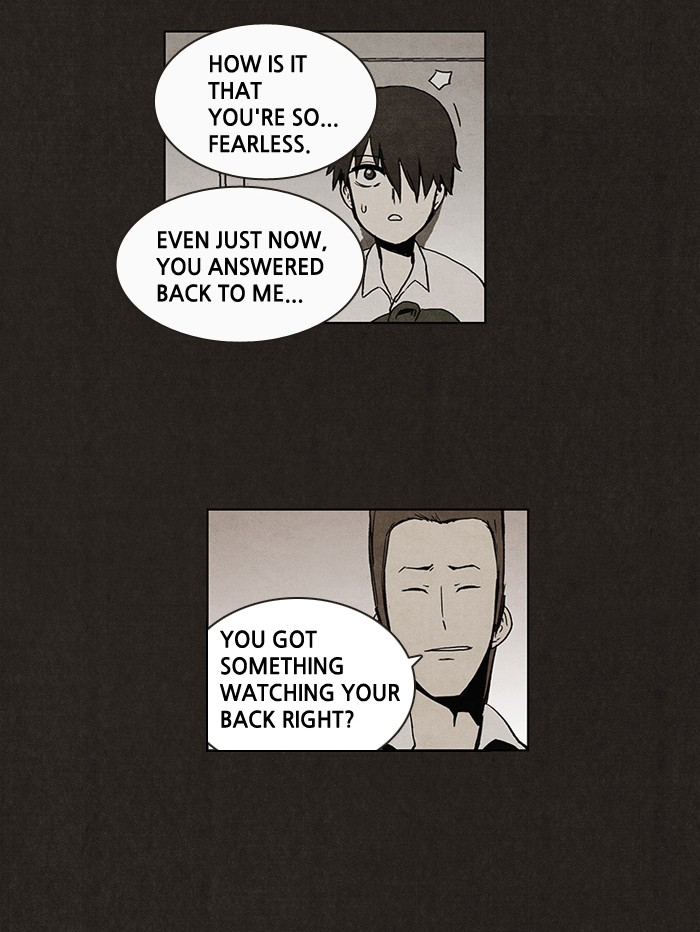 HOW IS IT
THAT
YOU'RE SO...
FEARLESS.
EVEN JUST NOW,
YOU ANSWERED
BACK TO ME...
YOU GOT
SOMETHING
WATCHING YOUR
BACK RIGHT?